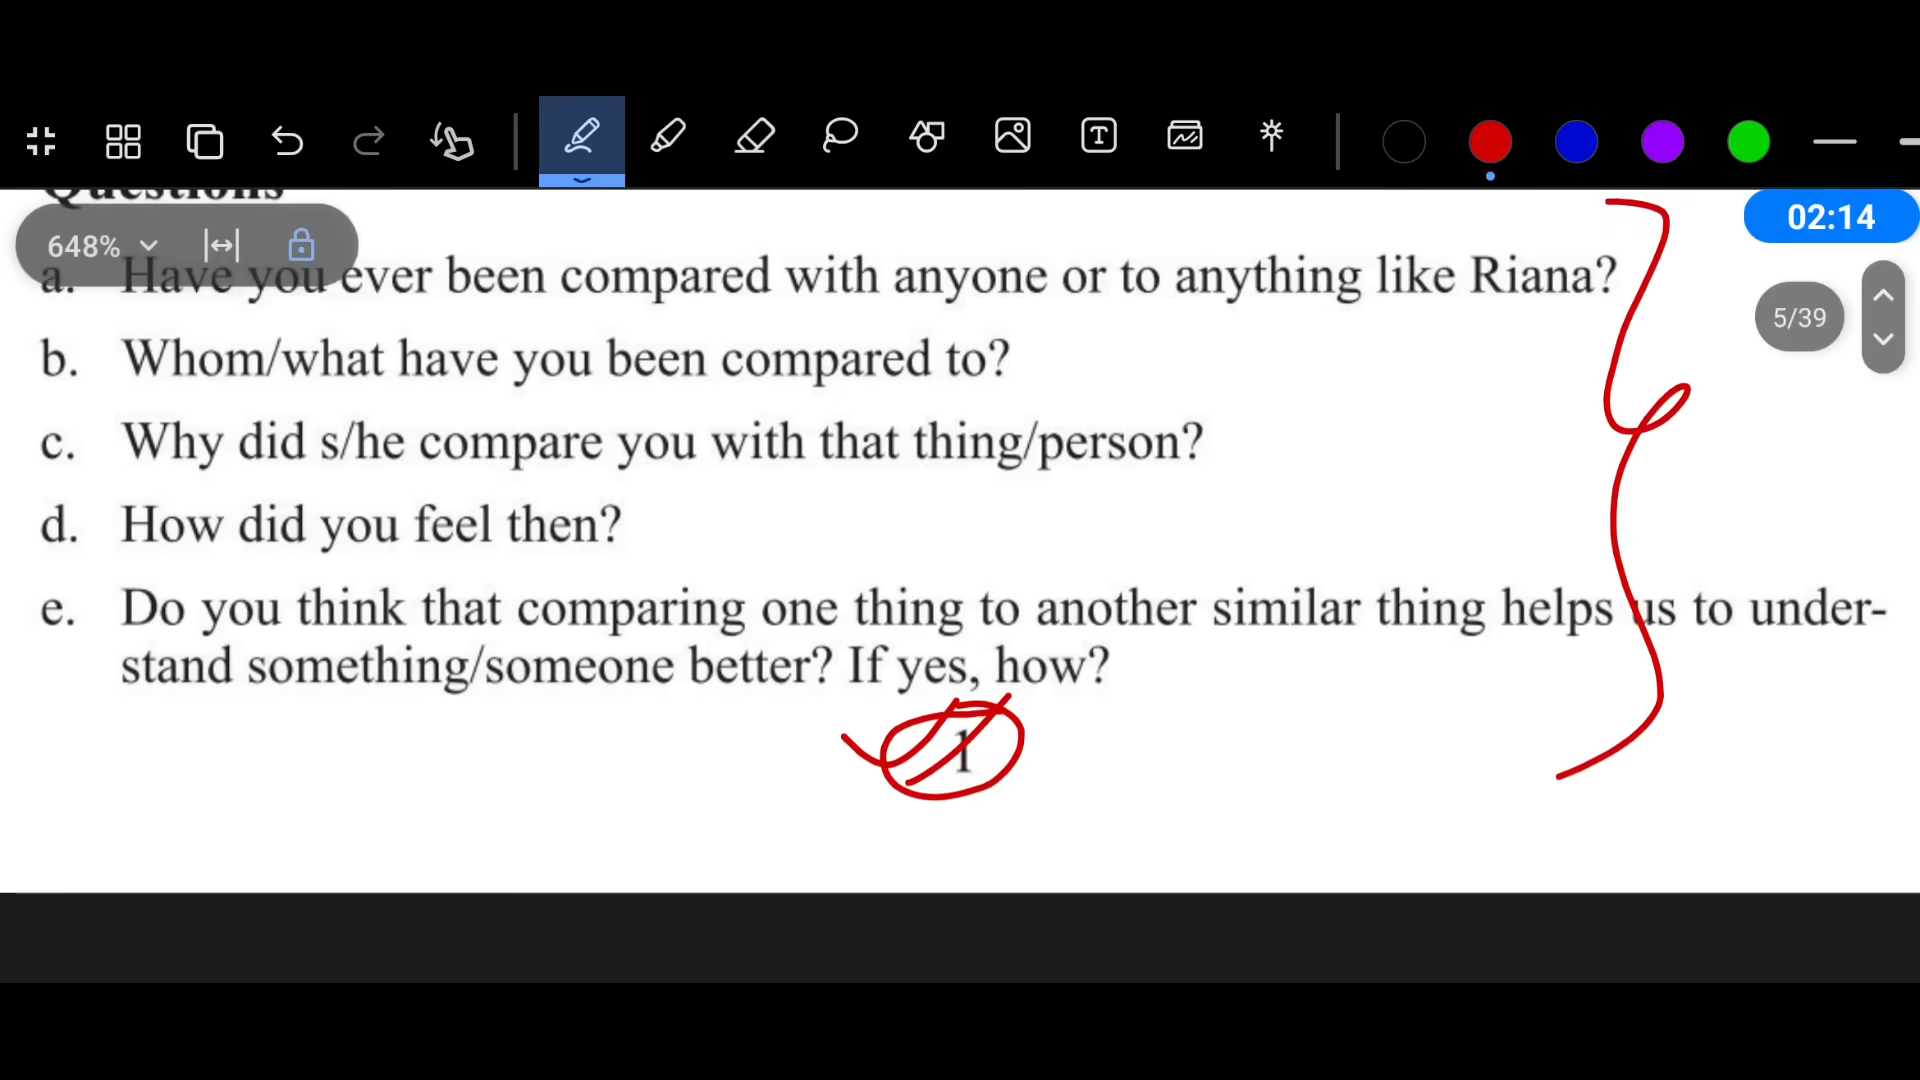 Questions
648%
02:14
5/39
a. Have you ever been compared with anyone or to anything like Riana?
b. Whom/what have you been compared to?
c. Why did s/he compare you with that thing/person?
d. How did you feel then?
e. Do you think that comparing one thing to another similar thing helps us to under-
stand something/someone better? If yes, how?
1